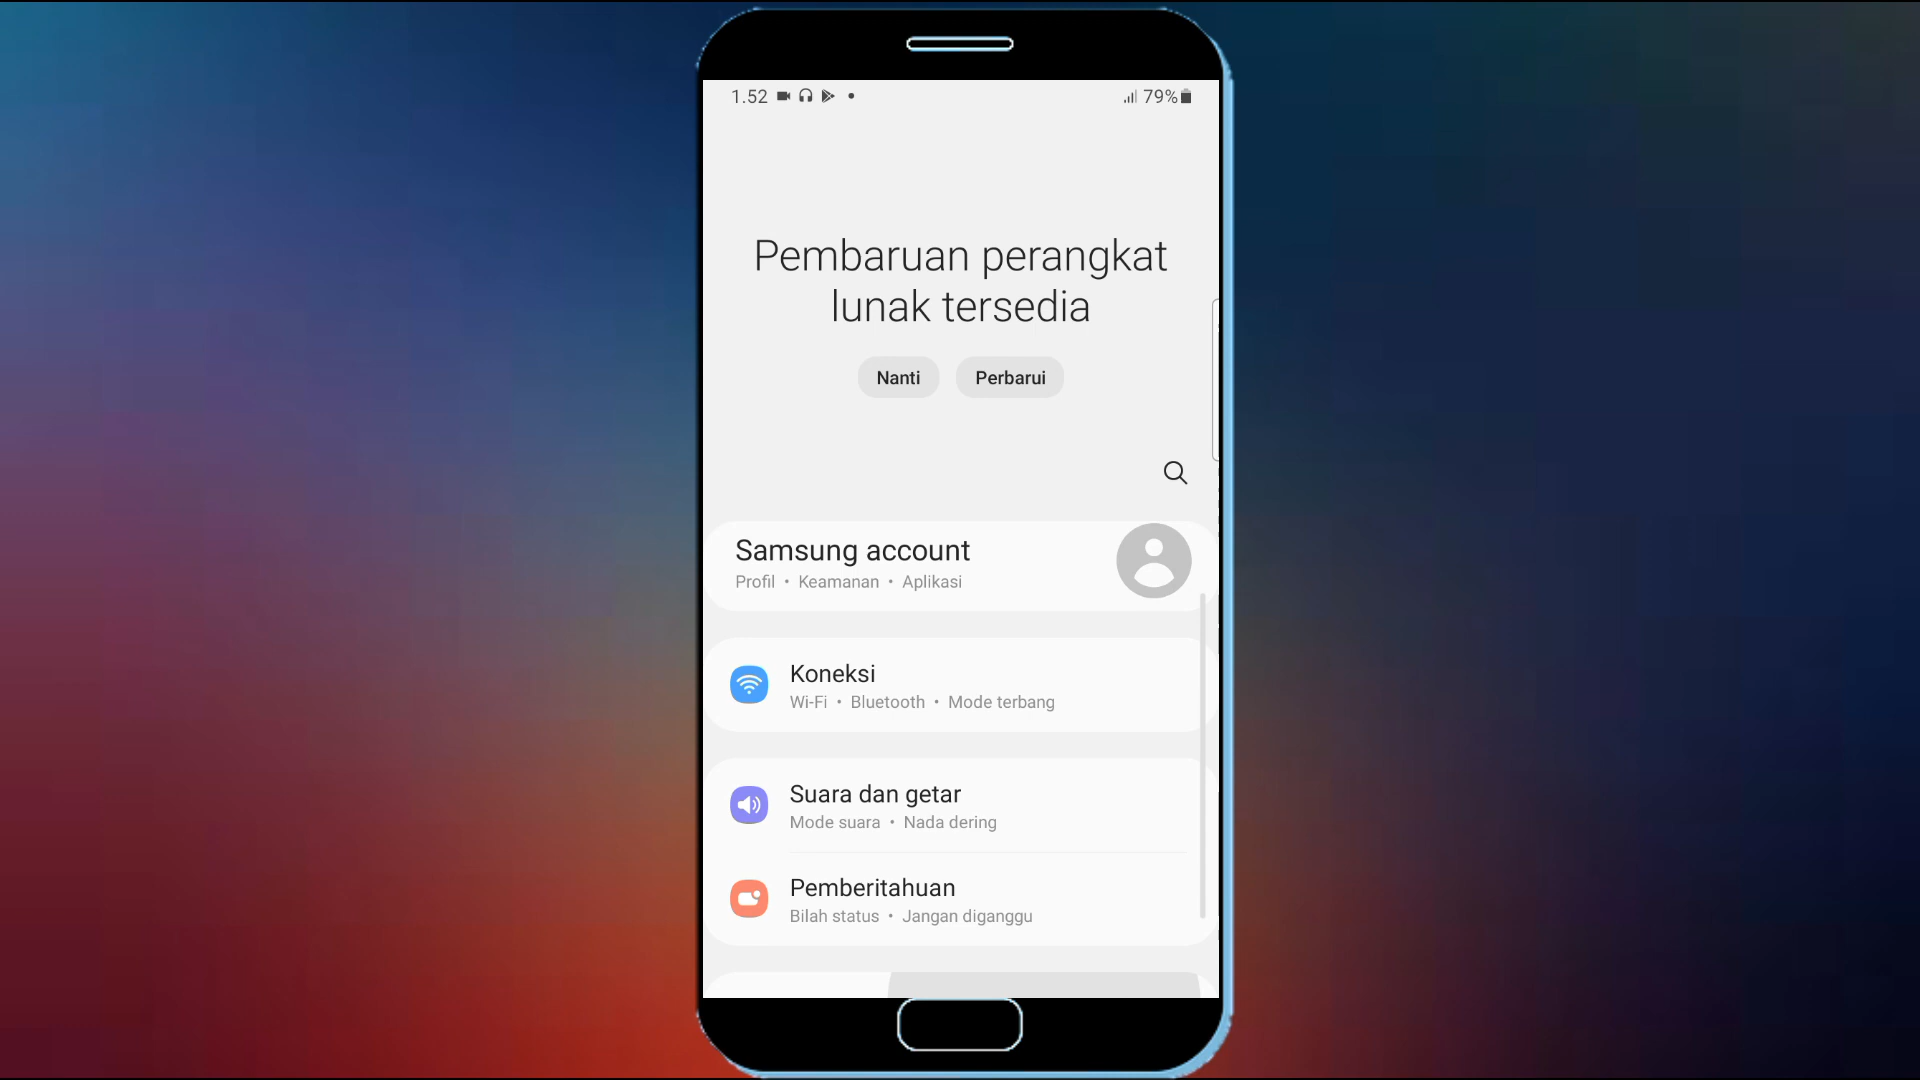 1.52
79%
Pembaruan perangkat
lunak tersedia
Nanti
Perbarui
Samsung account
Profil • Keamanan • Aplikasi
Koneksi
Wi-Fi • Bluetooth • Mode terbang
Suara dan getar
Mode suara • Nada dering
Pemberitahuan
Bilah status • Jangan diganggu